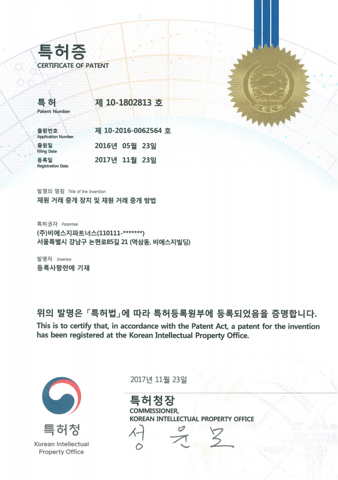 특허증
CERTIFICATE OF PATENT
특 허 제 10-1802813 호
Patent Number
출원번호 제 10-2016-0062564 호
Application Number
출원일 2016년 05월 23일
Filing Date
등록일 2017년 11월 23일
Registration Date
발명의 명칭 Title of the Invention
재원 거래 중개 장치 및 재원 거래 중개 방법
특허권자 Patentee
(주)비에스지파트너스(110111-*******)
서울특별시 강남구 논현로85길 21 (역삼동, 비에스지빌딩)
발명자 Inventor
등록사항란에 기재
위의 발명은 「특허법」에 따라 특허등록원부에 등록되었음을 증명합니다.
This is to certify that, in accordance with the Patent Act, a patent for the invention
has been registered at the Korean Intellectual Property Office.
2017년 11월 23일
특허청장
COMMISSIONER,
KOREAN INTELLECTUAL PROPERTY OFFICE
성 윤 모
특허청
Korean Intellectual
Property Office